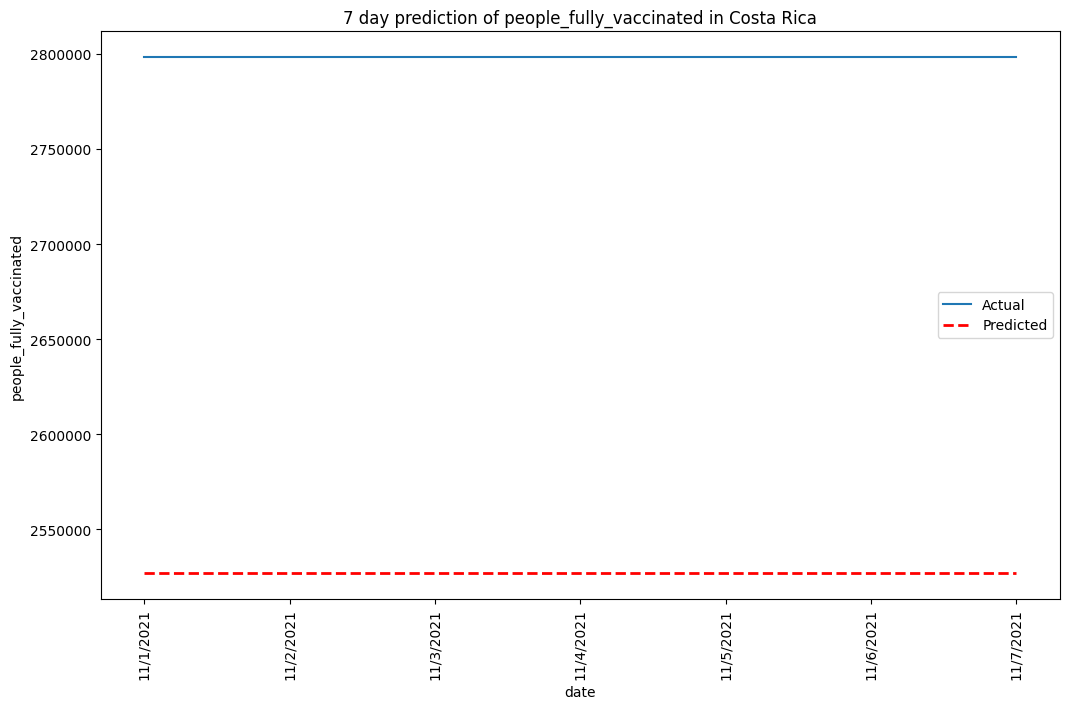 7 day prediction of people_fully_vaccinated in Costa Rica
people_fully_vaccinated
2800000
2750000
2700000
2650000
2600000
2550000
Actual
Predicted
11/1/2021
11/2/2021
11/3/2021
11/4/2021
11/5/2021
11/6/2021
11/7/2021
date